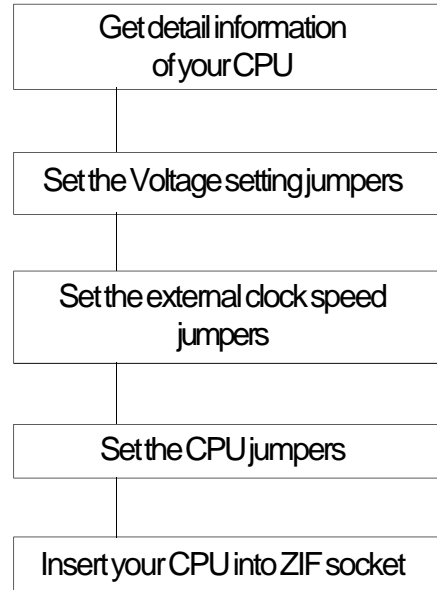 Get detail information
of your CPU
Set the Voltage setting jumpers
Set the external clock speed
jumpers
Set the CPU jumpers
Insert your CPU into ZIF socket